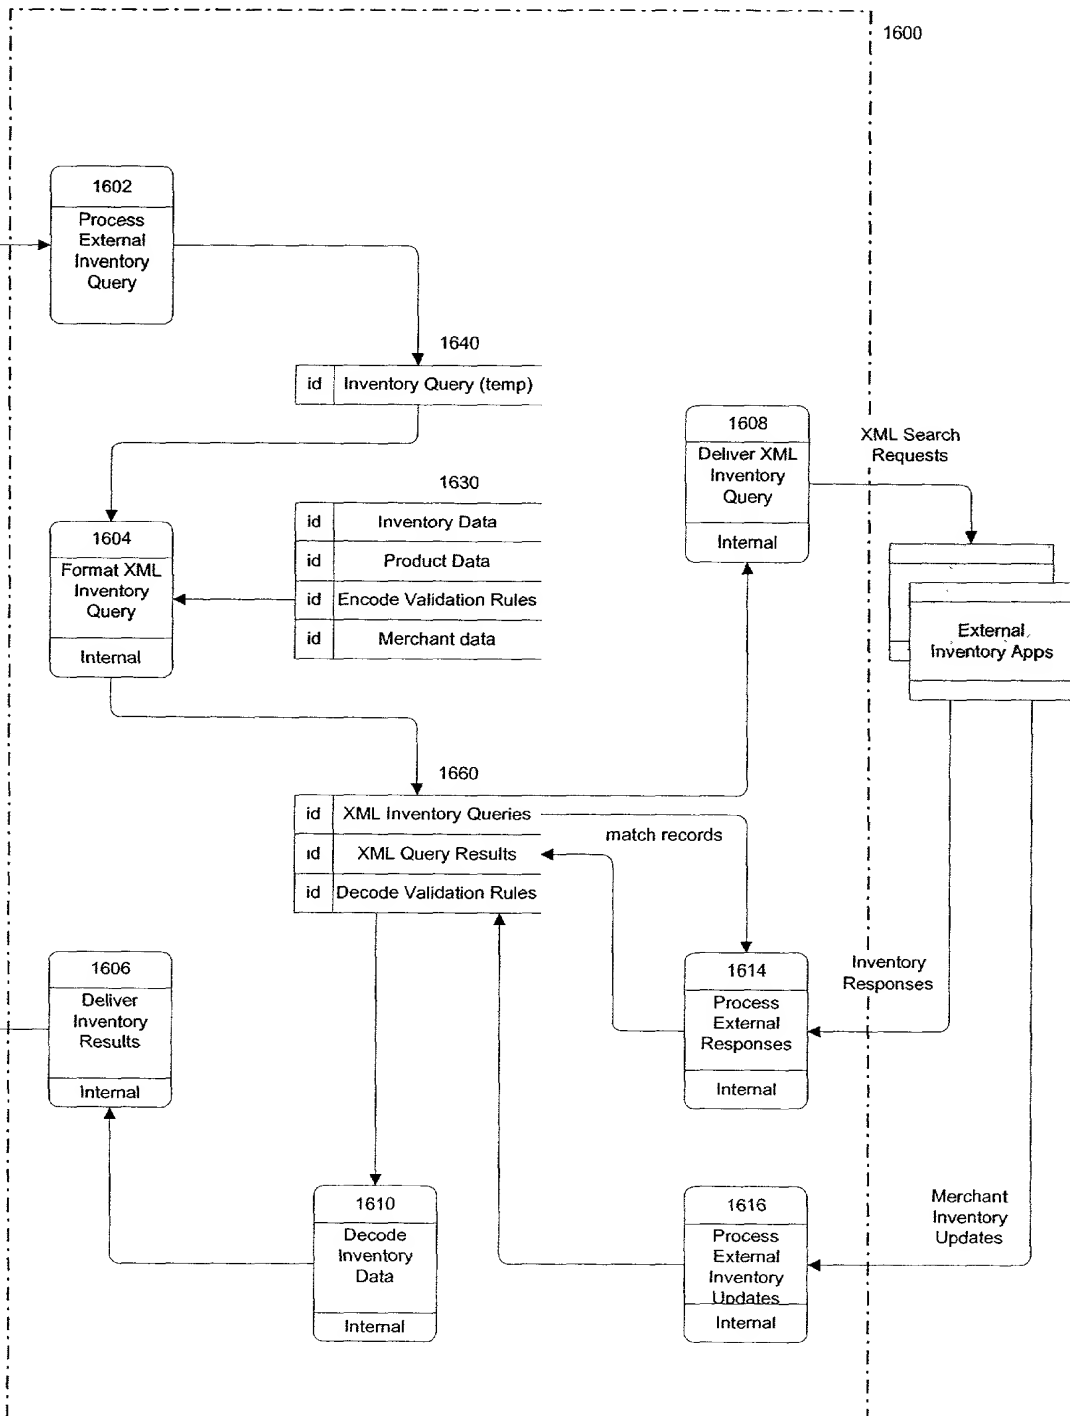 1600
1602
Process
External
Inventory
Query
1640
id Inventory Query (temp)
1608
Deliver XML
Inventory
Query
Internal
XML Search
Requests
1630
id Inventory Data
id Product Data
id Encode Validation Rules
id Merchant data
1604
Format XML
Inventory
Query
Internal
External
Inventory Apps
1660
id XML Inventory Queries
id XML Query Results
id Decode Validation Rules
match records
1606
Deliver
Inventory
Results
Internal
1614
Process
External
Responses
Internal
Inventory
Responses
1610
Decode
Inventory
Data
Internal
1616
Process
External
Inventory
Updates
Internal
Merchant
Inventory
Updates